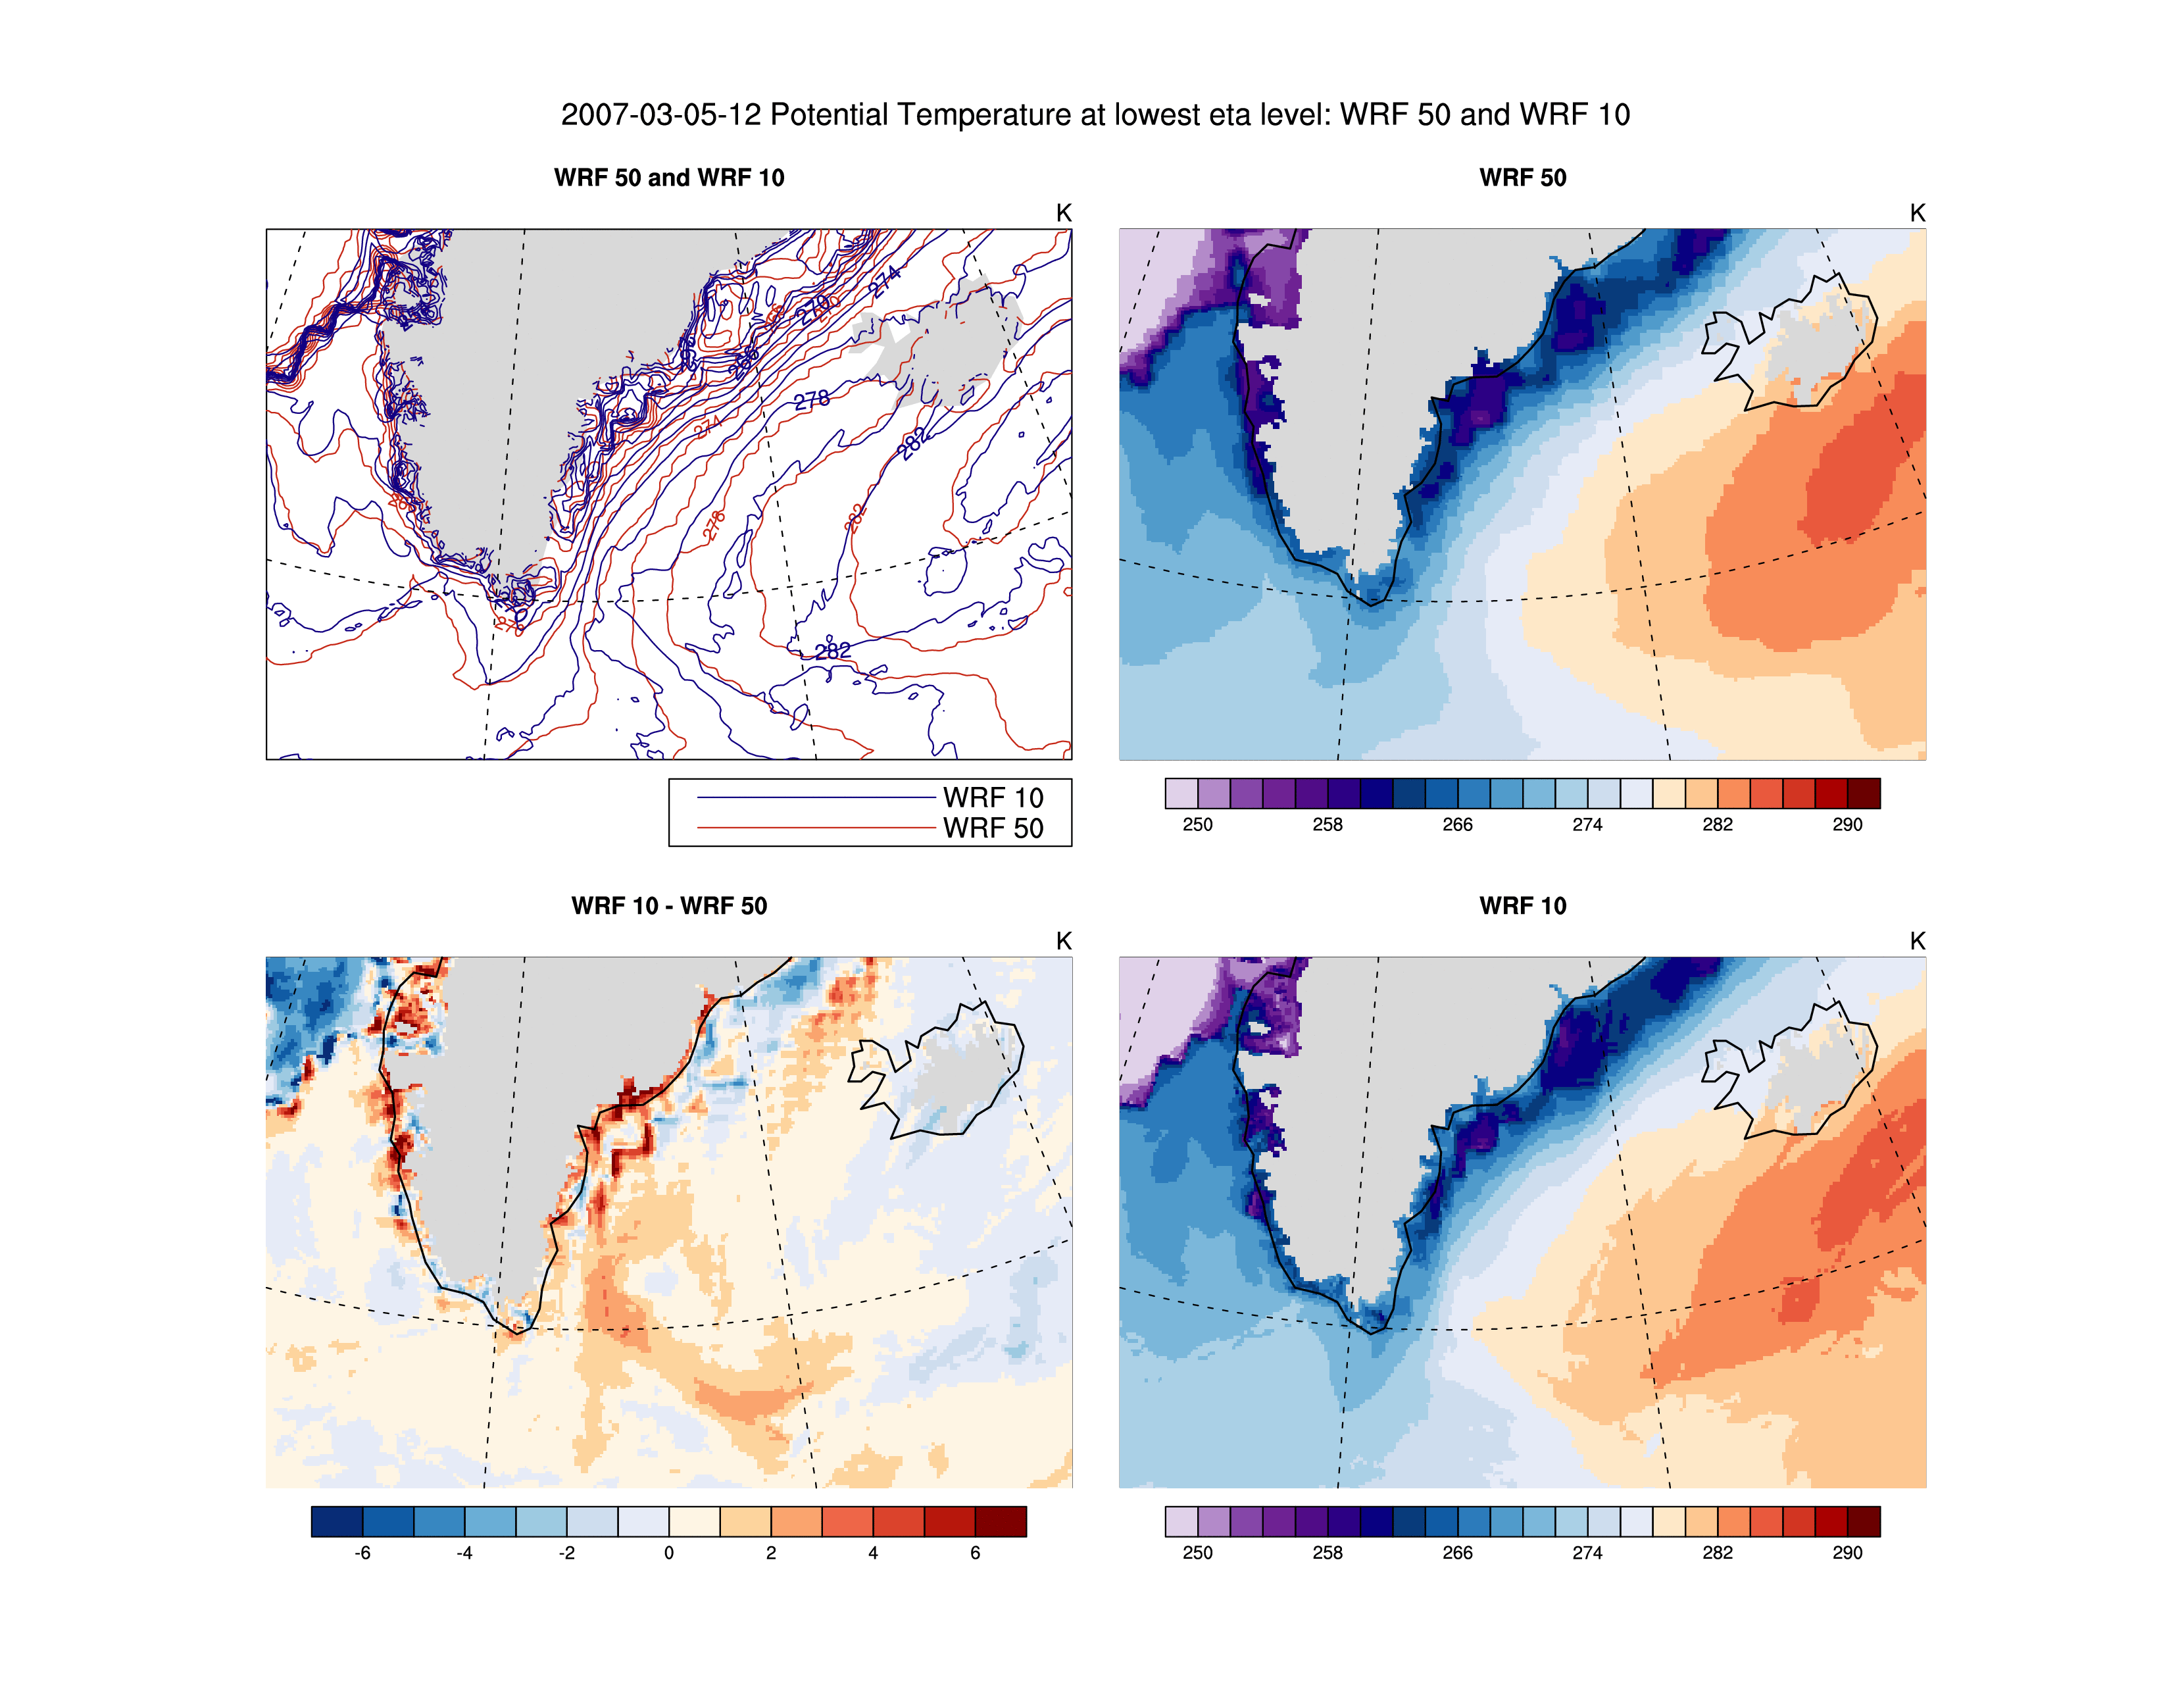 2007-03-05-12 Potential Temperature at lowest eta level: WRF 50 and WRF 10
WRF 50 and WRF 10
K
274
270
278
274
282
278
282
282
WRF 10
WRF 50
WRF 50
K
250 258 266 274 282 290
WRF 10 - WRF 50
K
-6 -4 -2 0 2 4 6
WRF 10
K
250 258 266 274 282 290